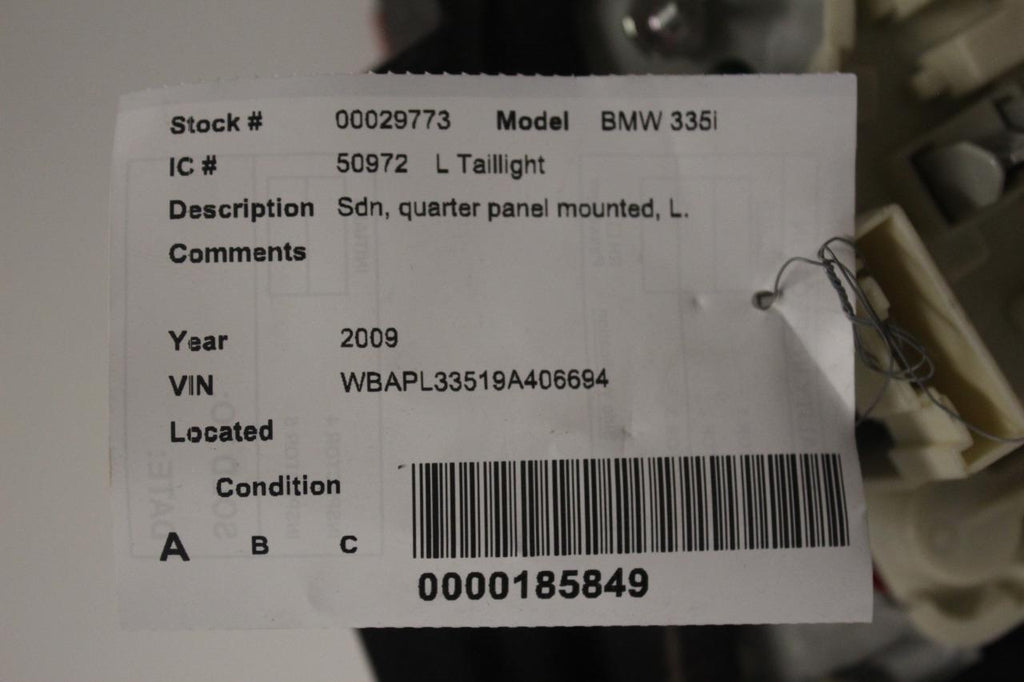 Stock # 00029773 Model BMW 335i
IC # 50972 L Taillight
Description Sdn, quarter panel mounted, L.
Comments
Year 2009
VIN WBAPL33519A406694
Located
Condition
A B C
0000185849